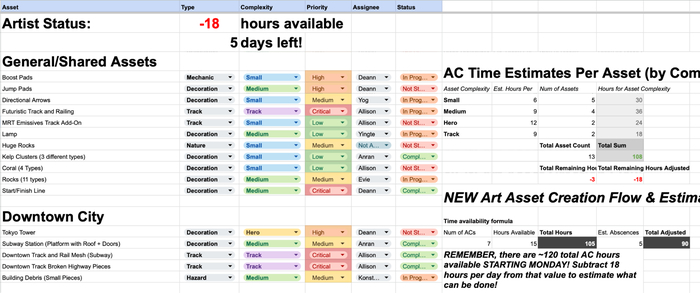 Asset Type Complexity Priority Assignee Status
Artist Status: -18 hours available
5 days left!
General/Shared Assets
Boost Pads Mechanic Small High Deann In Prog...
Jump Pads Decoration Medium High Deann Not St...
Directional Arrows Decoration Small Medium Yog In Prog...
Futuristic Track and Railing Track Track Critical Allison Not St...
MRT Emissives Track Add-On Track Small Low Allison In Prog...
Lamp Decoration Medium Low Yingte In Prog...
Huge Rocks Nature Small Medium Not A... Not St...
Kelp Clusters (3 different types) Decoration Small Low Anran Compl...
Coral (4 Types) Decoration Small Low Allison Not St...
Rocks (11 types) Decoration Medium Medium Evie In Prog...
Start/Finish Line Decoration Medium Critical Deann Compl...
Downtown City
Tokyo Tower Decoration Hero High Deann Not St...
Subway Station (Platform with Roof + Doors) Decoration Medium Medium Anran Compl...
Downtown Track and Rail Mesh (Subway) Track Track Critical Allison Compl...
Downtown Track Broken Highway Pieces Track Track Critical Allison Compl...
Building Debris (Small Pieces) Hazard Medium Medium Konst... In Prog...
AC Time Estimates Per Asset (by Com
Asset Complexity Est. Hours Per Num of Assets Hours for Asset Complexity
Small 6 5 30
Medium 9 4 36
Hero 12 2 24
Track 9 2 18
Total Asset Count Total Sum
13 108
Total Remaining Hou Total Remaining Hours Adjusted
-3 -18
NEW Art Asset Creation Flow & Estima
Time availability formula
Num of ACs Hours Available Total Hours Est. Abscences Total Adjusted
7 15 105 5 90
REMEMBER, there are ~120 total AC hours
available STARTING MONDAY! Subtract 18
hours per day from that value to estimate what
can be done!